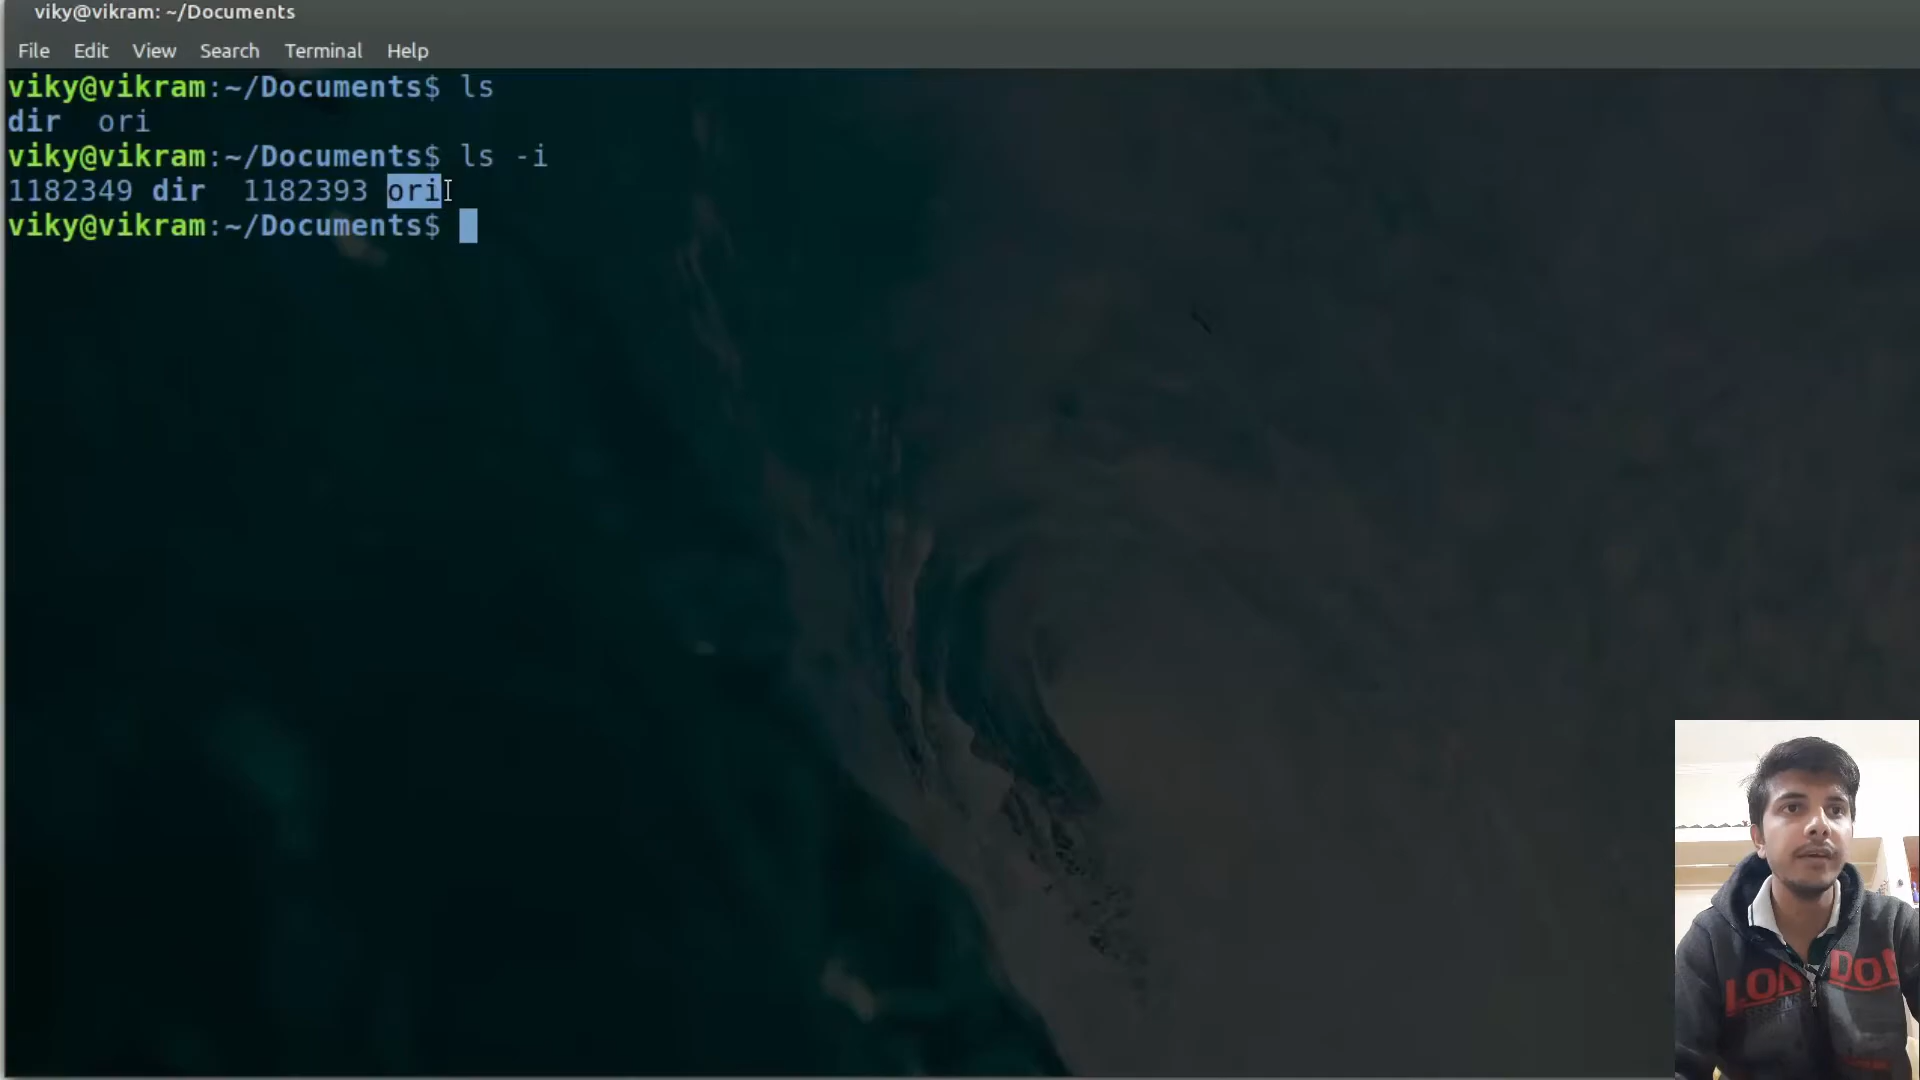 viky@vikram: ~/Documents
File Edit View Search Terminal Help
viky@vikram:~/Documents$ ls
dir ori
viky@vikram:~/Documents$ ls -i
1182349 dir 1182393 ori
viky@vikram:~/Documents$
LONDON